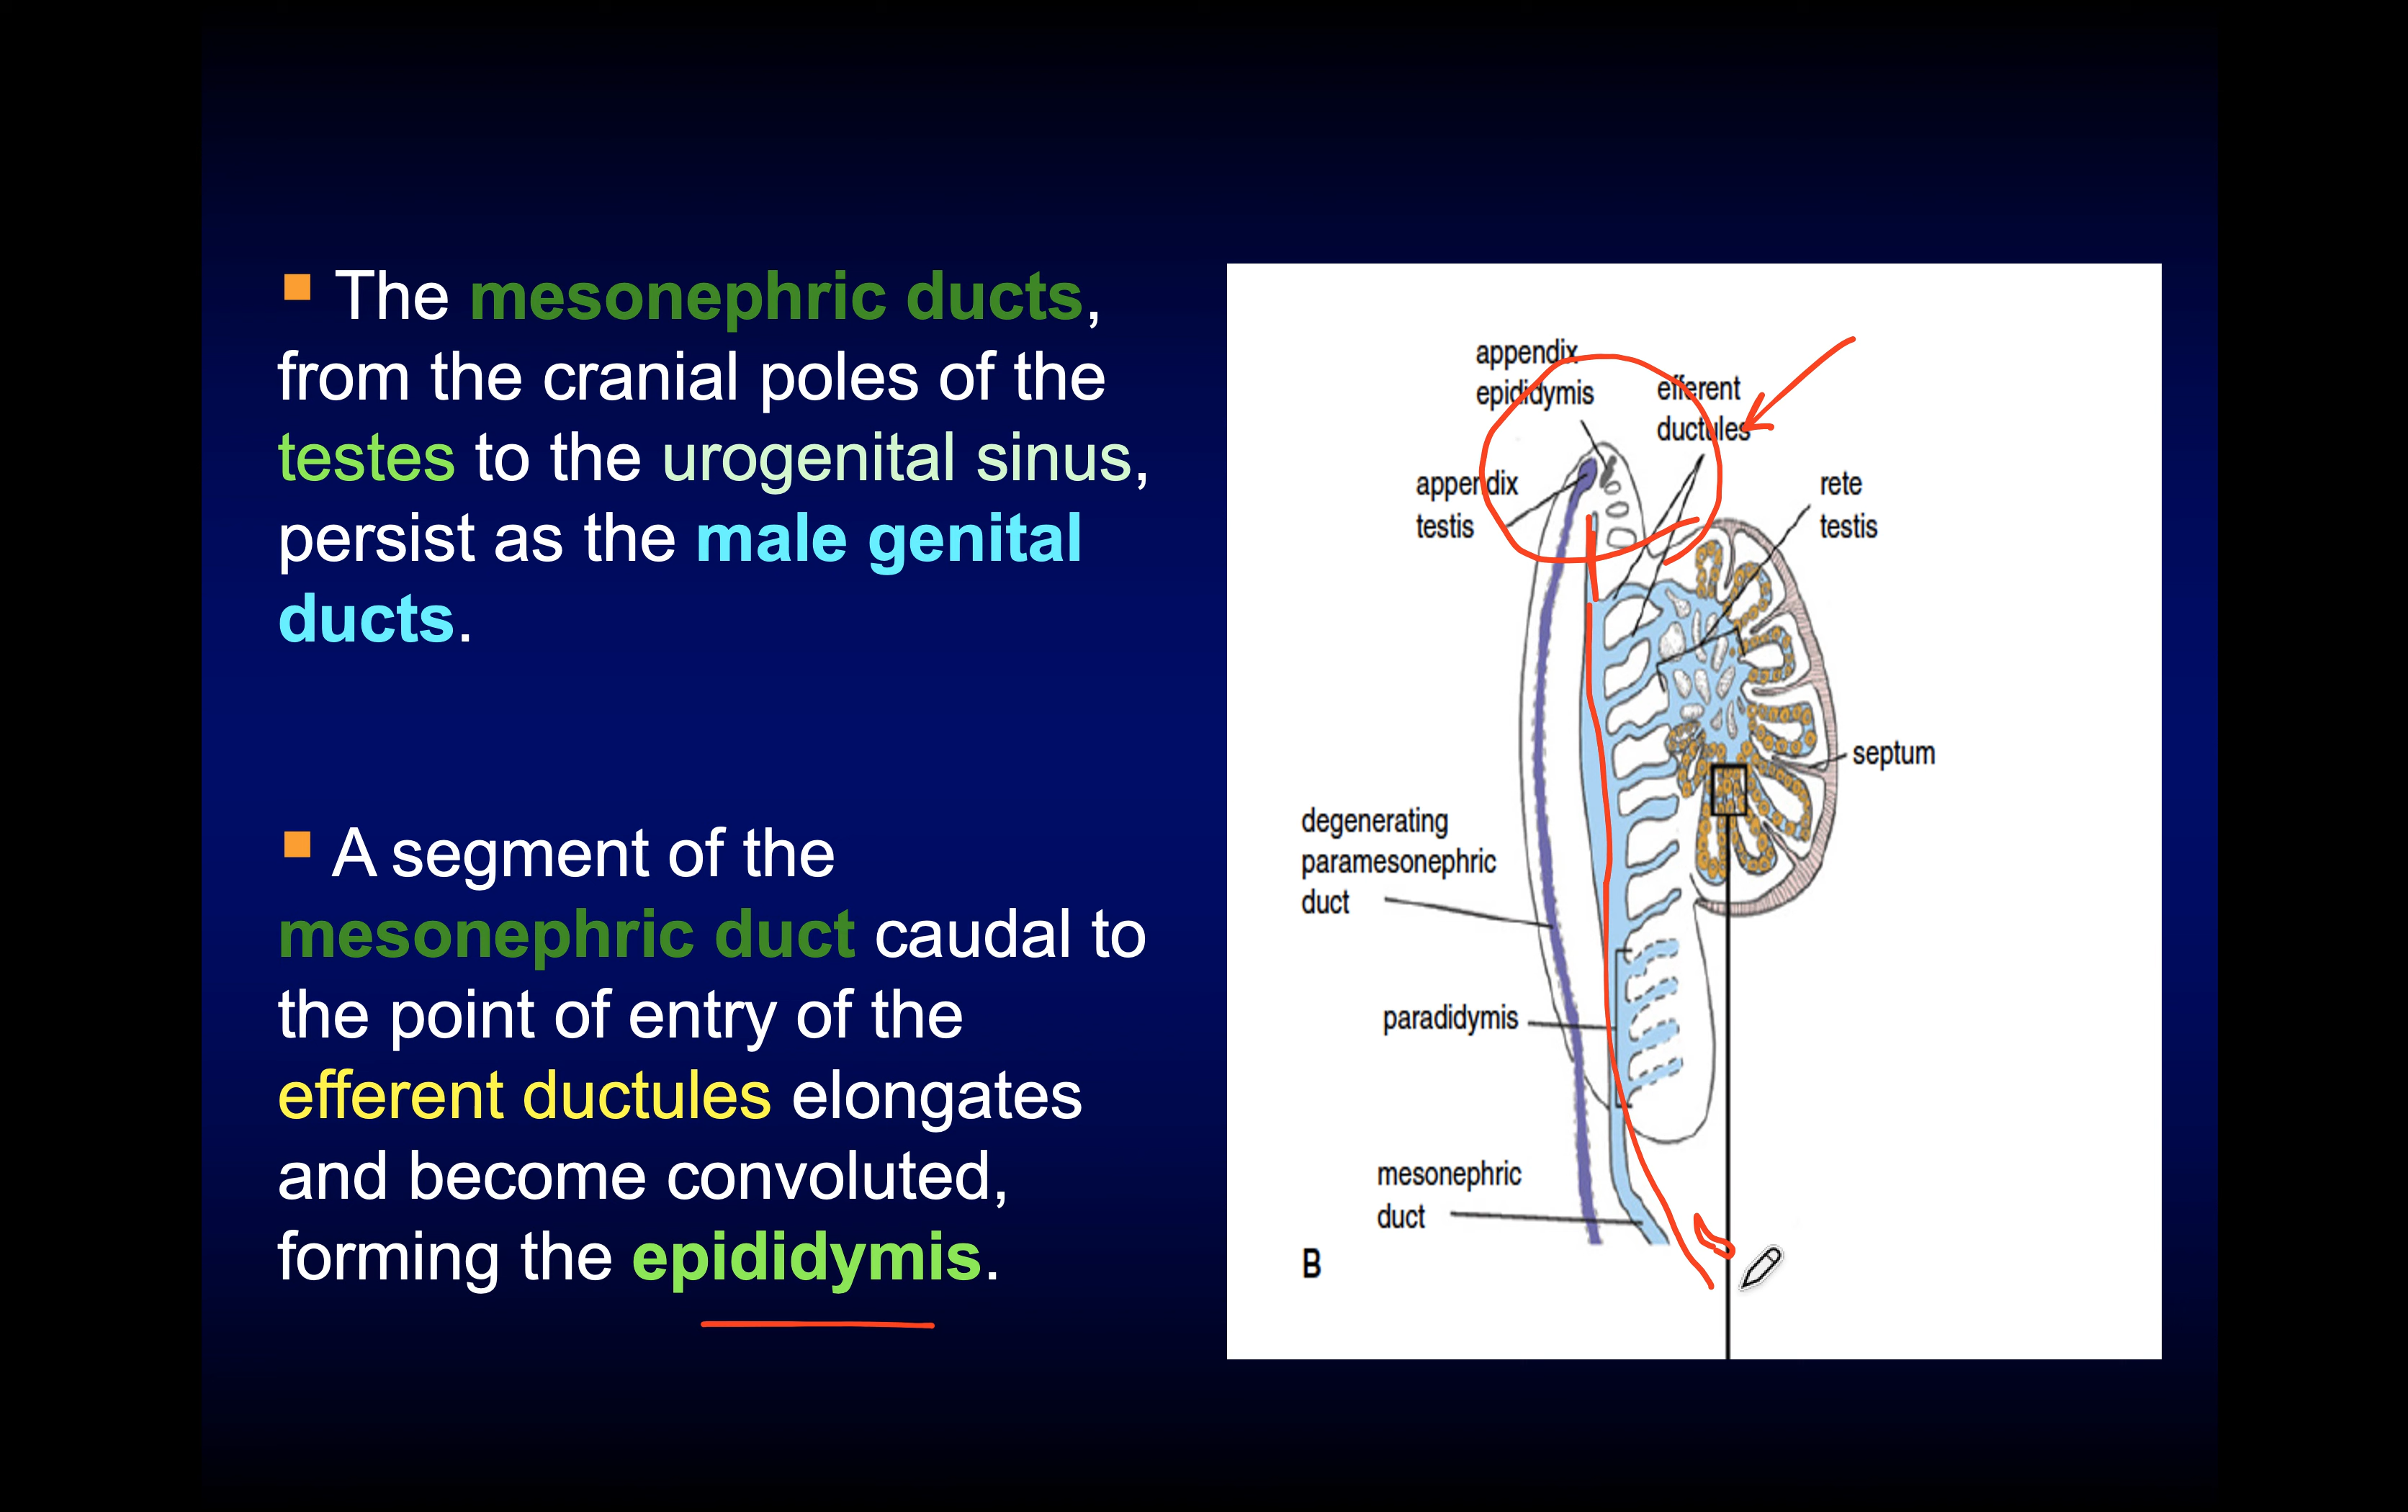 The mesonephric ducts,
from the cranial poles of the
testes to the urogenital sinus,
persist as the male genital
ducts.
A segment of the
mesonephric duct caudal to
the point of entry of the
efferent ductules elongates
and become convoluted,
forming the epididymis.
appendix
epididymis
efferent
ductules
appendix
testis
rete
testis
septum
degenerating
paramesonephric
duct
paradidymis
mesonephric
duct
B